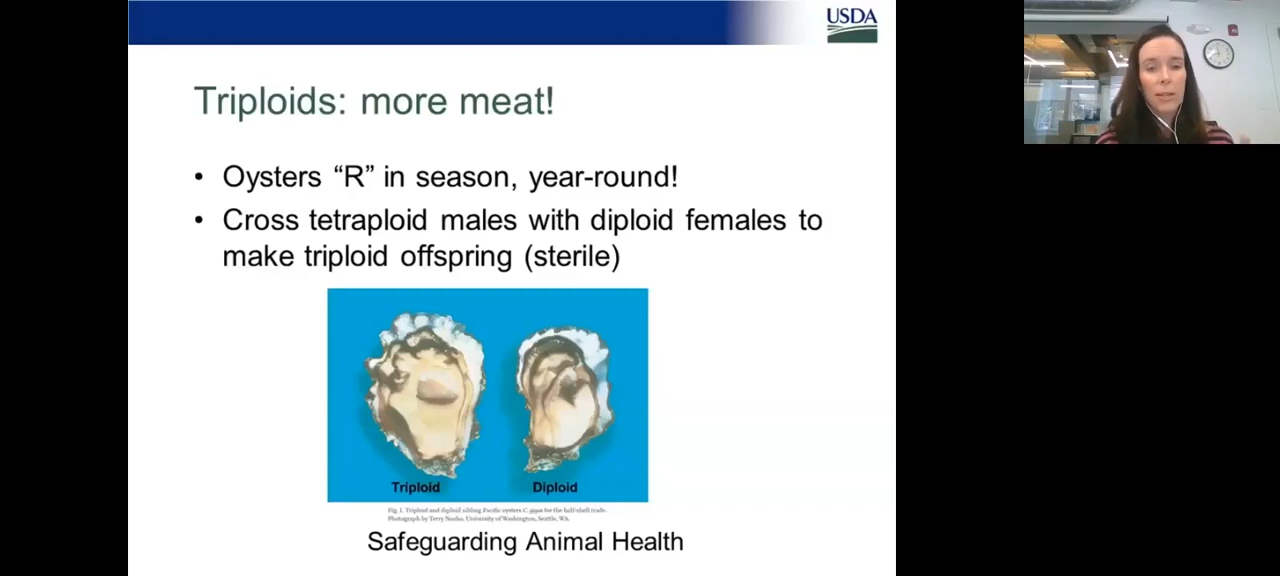 USDA
Triploids: more meat!
• Oysters “R” in season, year-round!
• Cross tetraploid males with diploid females to
make triploid offspring (sterile)
Triploid Diploid
Fig. 1. Triploid and diploid sibling Pacific oysters C. gigas for the half-shell trade.
Photograph by Terry University of Washington, Seattle, WA.
Safeguarding Animal Health